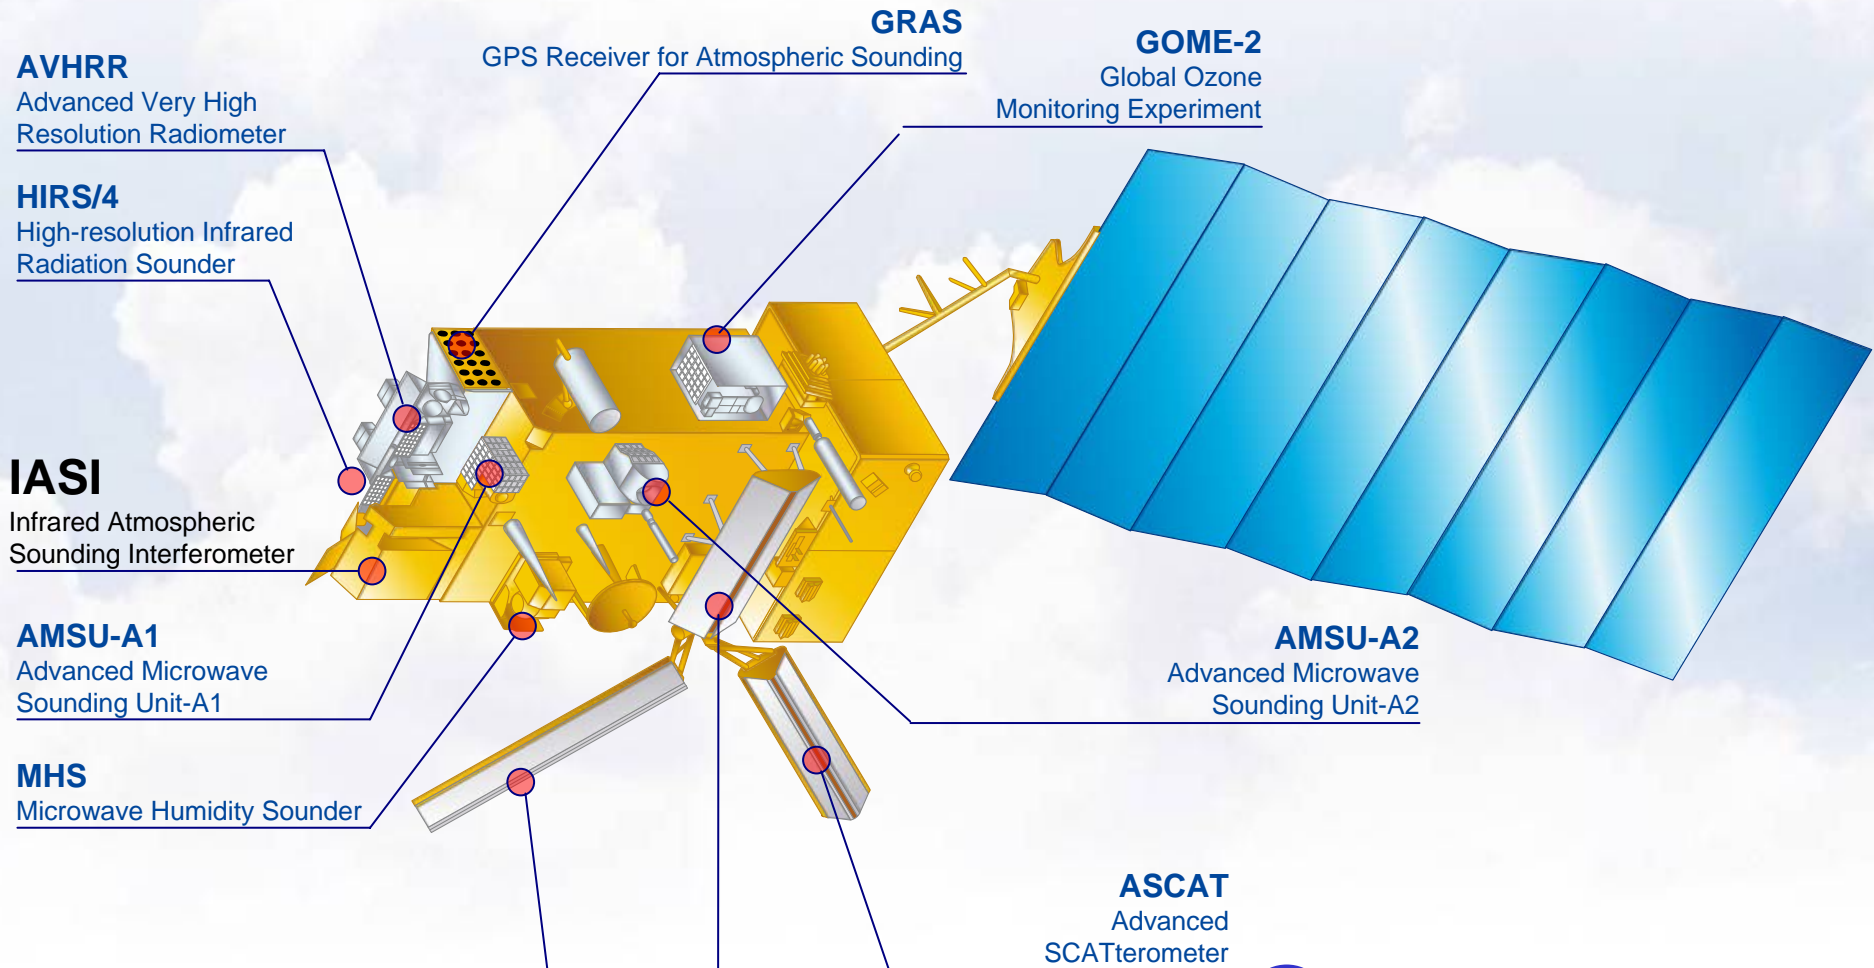 GRAS
GPS Receiver for Atmospheric Sounding
GOME-2
Global Ozone
Monitoring Experiment
AVHRR
Advanced Very High
Resolution Radiometer
HIRS/4
High-resolution Infrared
Radiation Sounder
IASI
Infrared Atmospheric
Sounding Interferometer
AMSU-A1
Advanced Microwave
Sounding Unit-A1
AMSU-A2
Advanced Microwave
Sounding Unit-A2
MHS
Microwave Humidity Sounder
ASCAT
Advanced
SCATterometer